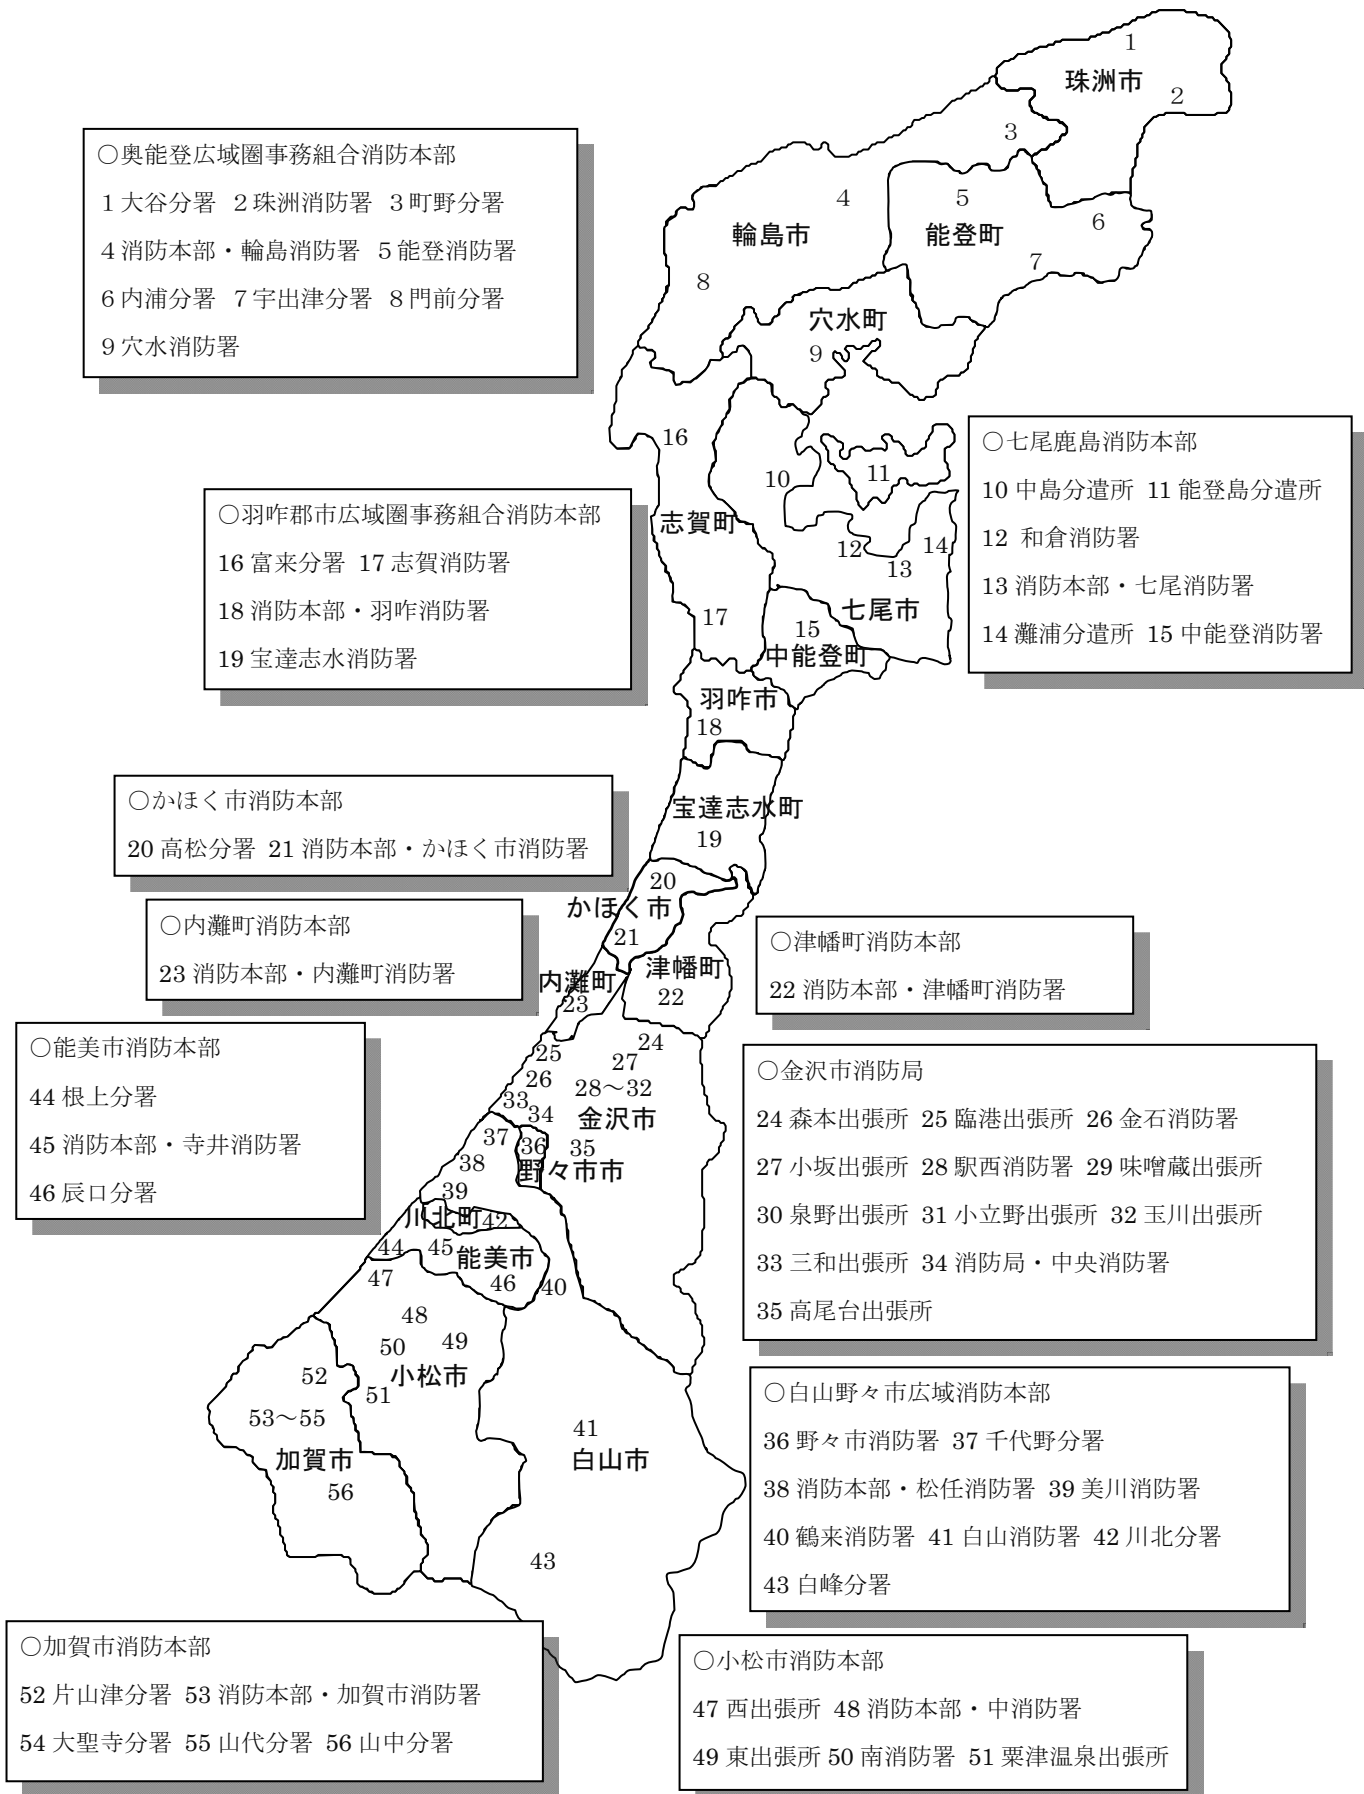 1
珠洲市
2
3
4
5
6
輪島市
能登町
7
8
穴水町
9
○奥能登広域圏事務組合消防本部
1大谷分署 2珠洲消防署 3町野分署
4消防本部・輪島消防署 5能登消防署
6内浦分署 7宇出津分署 8門前分署
9穴水消防署
16
10
11
志賀町
12
13
14
17
七尾市
15
中能登町
○七尾鹿島消防本部
10 中島分遣所 11 能登島分遣所
12 和倉消防署
13 消防本部・七尾消防署
14 灘浦分遣所 15 中能登消防署
○羽咋郡市広域圏事務組合消防本部
16 富来分署 17 志賀消防署
18 消防本部・羽咋消防署
19 宝達志水消防署
羽咋市
18
宝達志水町
19
○かほく市消防本部
20 高松分署 21 消防本部・かほく市消防署
20
かほく市
21
○内灘町消防本部
23 消防本部・内灘町消防署
内灘町
23
津幡町
22
○津幡町消防本部
22 消防本部・津幡町消防署
○能美市消防本部
44 根上分署
45 消防本部・寺井消防署
46 辰口分署
24
25
27
26
28～32
33
34
金沢市
35
37
36
野々市市
38
39
川北町
42
44
45
能美市
46
40
47
○金沢市消防局
24 森本出張所 25 臨港出張所 26 金石消防署
27 小坂出張所 28 駅西消防署 29 味噌蔵出張所
30 泉野出張所 31 小立野出張所 32 玉川出張所
33 三和出張所 34 消防局・中央消防署
35 高尾台出張所
48
49
50
小松市
51
52
53～55
加賀市
56
41
白山市
43
○白山野々市広域消防本部
36 野々市消防署 37 千代野分署
38 消防本部・松任消防署 39 美川消防署
40 鶴来消防署 41 白山消防署 42 川北分署
43 白峰分署
○加賀市消防本部
52 片山津分署 53 消防本部・加賀市消防署
54 大聖寺分署 55 山代分署 56 山中分署
○小松市消防本部
47 西出張所 48 消防本部・中消防署
49 東出張所 50 南消防署 51 粟津温泉出張所